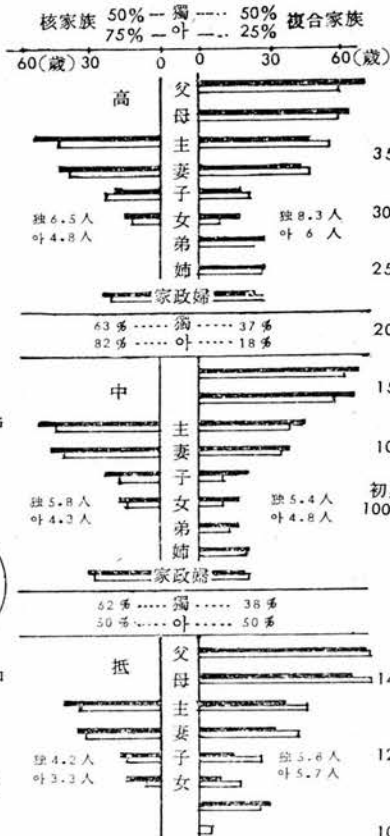 核家族 50% — 獨 — 50% 複合家族
75% — 아 —.. 25%
60(歳) 30 0 0 30 60(歳)
高
父
母
主
妻
子
女
弟
姉
家政婦
独 6.5 人
아 4.8 人
独 8.3 人
아 6 人
35
30
25
63 % ..... 獨 ..... 37 %
82 % ..... 아 ..... 18 %
20
中
15
主
妻
10
子
女
弟
姉
家政婦
独 5.8 人
아 4.3 人
独 5.4 人
아 4.8 人
初
100
62 % ..... 獨 ..... 38 %
50 % ..... 아 ..... 50 %
抵
父
母
主
妻
子
女
独 4.2 人
아 3.3 人
独 5.8 人
아 5.7 人
14
12
10